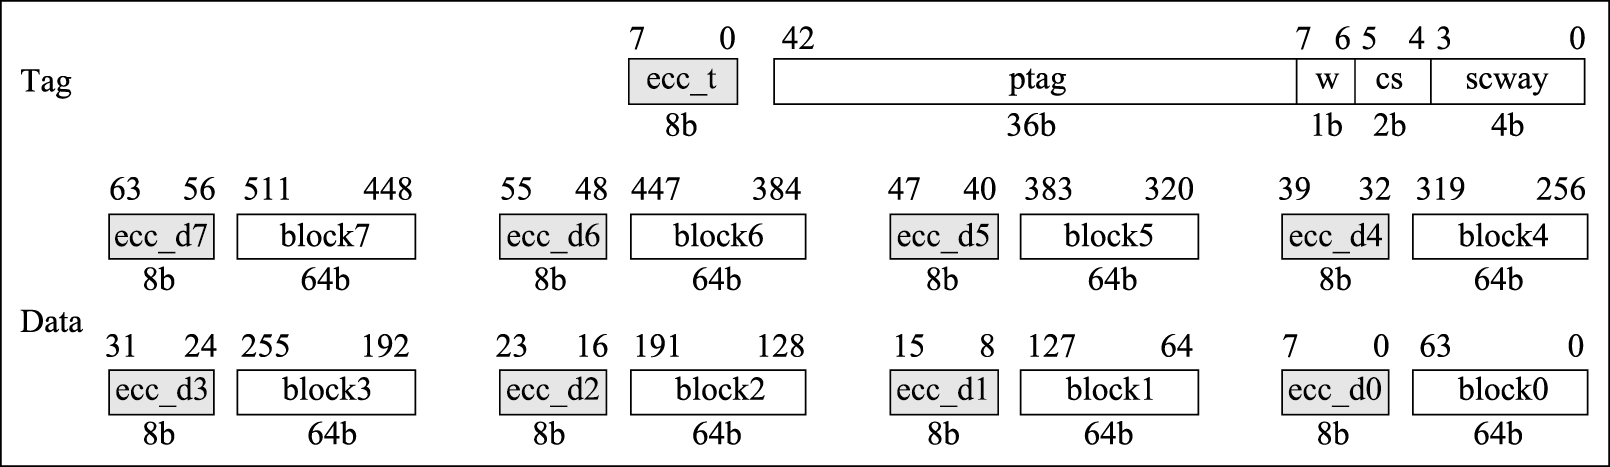 7 0 42 7 6 5 4 3 0
Tag ecc_t ptag w cs scway
8b 36b 1b 2b 4b
63 56 511 448 55 48 447 384 47 40 383 320 39 32 319 256
ecc_d7 block7 ecc_d6 block6 ecc_d5 block5 ecc_d4 block4
8b 64b 8b 64b 8b 64b 8b 64b
Data
31 24 255 192 23 16 191 128 15 8 127 64 7 0 63 0
ecc_d3 block3 ecc_d2 block2 ecc_d1 block1 ecc_d0 block0
8b 64b 8b 64b 8b 64b 8b 64b